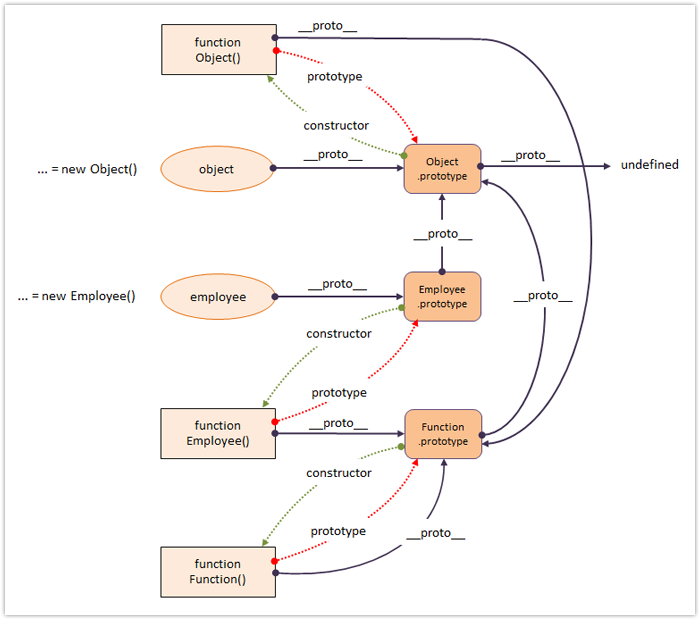 __proto__
function
Object()
prototype
constructor
__proto__
__proto__
... = new Object()
object
Object
.prototype
undefined
__proto__
__proto__
... = new Employee()
employee
Employee
.prototype
__proto__
constructor
prototype
__proto__
function
Employee()
Function
.prototype
constructor
prototype
__proto__
function
Function()